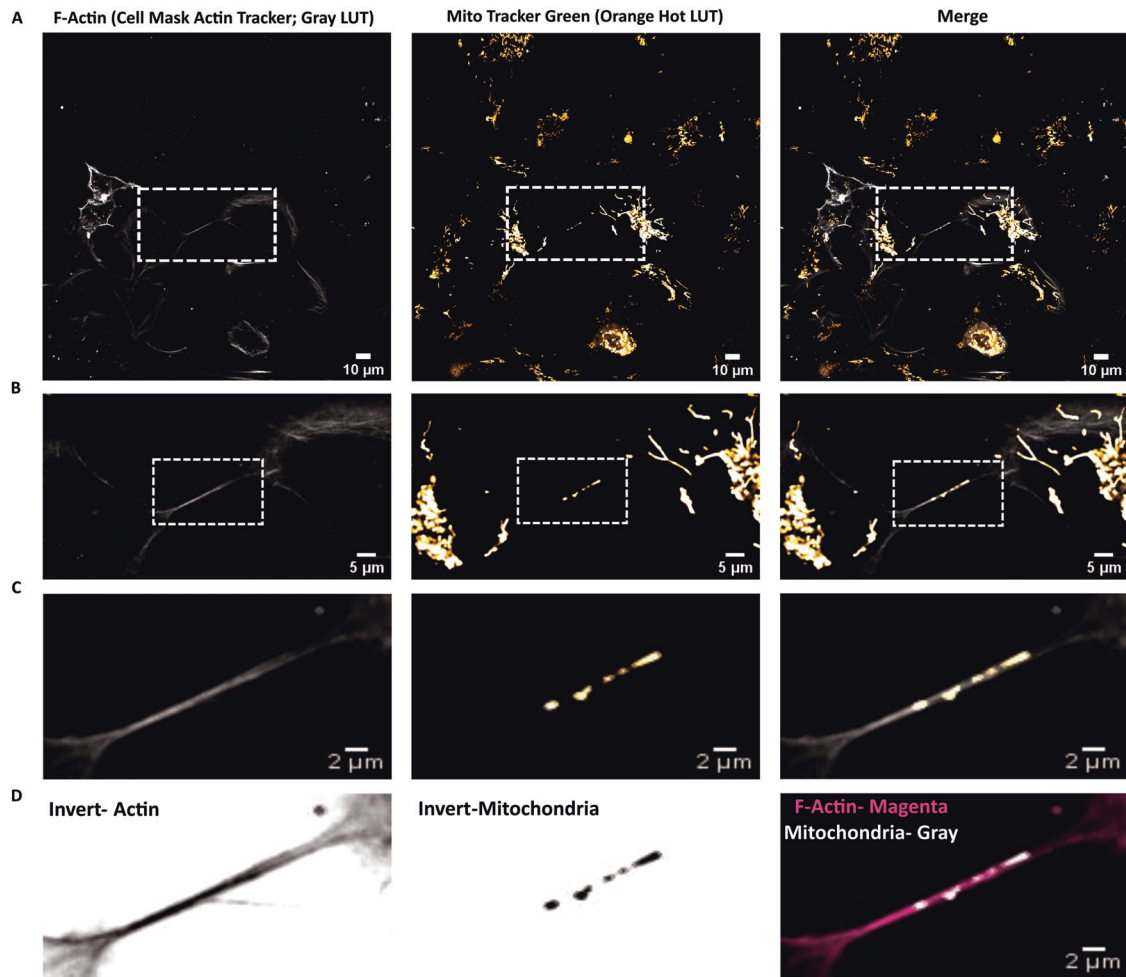 A
F-Actin (Cell Mask Actin Tracker; Gray LUT)
Mito Tracker Green (Orange Hot LUT)
Merge
10 µm
10 µm
10 µm
B
5 µm
5 µm
5 µm
C
2 µm
2 µm
2 µm
D
Invert- Actin
Invert-Mitochondria
F-Actin- Magenta
Mitochondria- Gray
2 µm